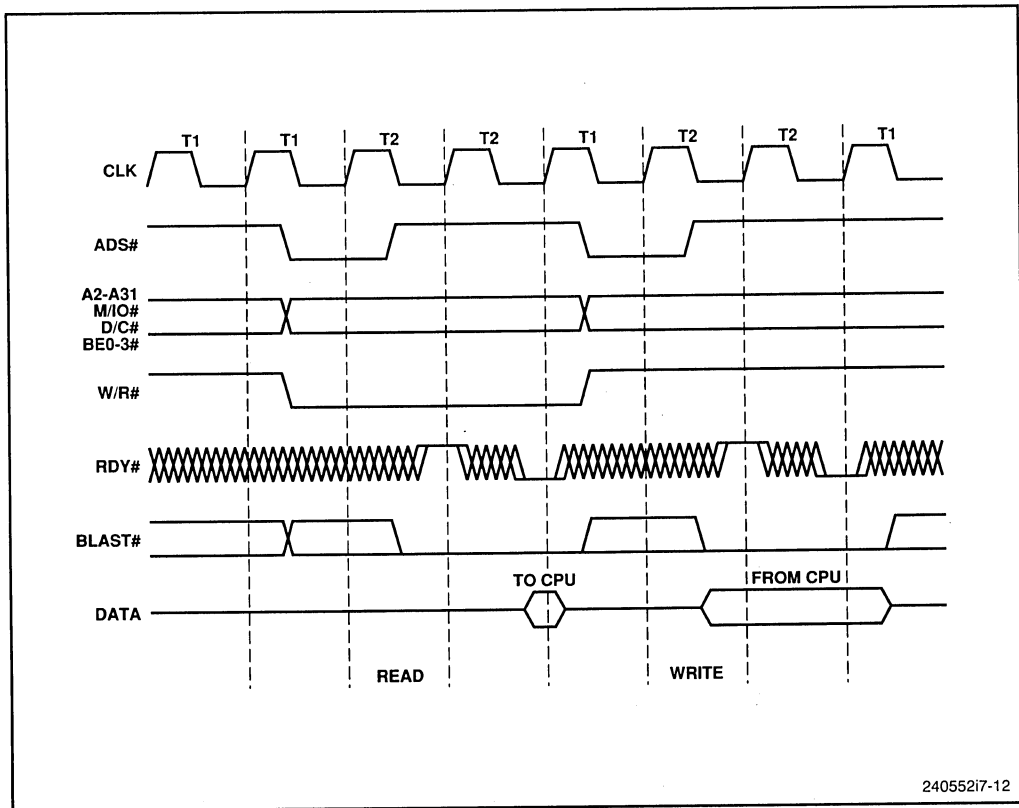 T1 T1 T2 T2 T1 T2 T2 T1
CLK
ADS#
A2-A31
M/IO#
D/C#
BE0-3#
W/R#
RDY#
BLAST#
TO CPU FROM CPU
DATA
READ WRITE
240552i7-12